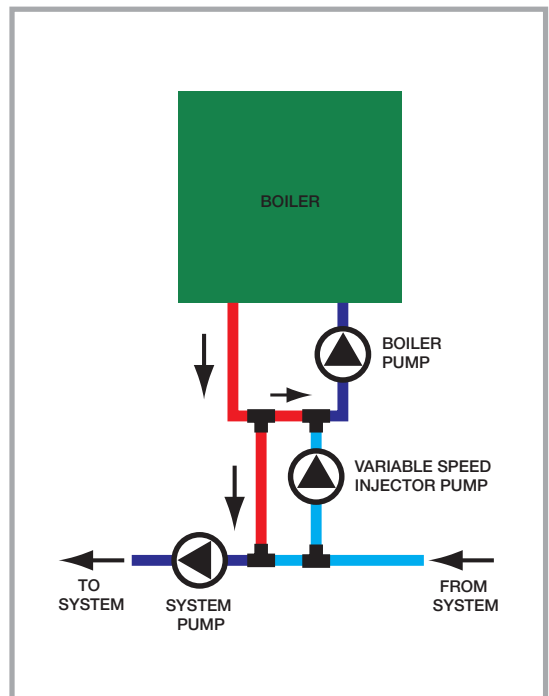 BOILER
BOILER
PUMP
VARIABLE SPEED
INJECTOR PUMP
TO
SYSTEM
SYSTEM
PUMP
FROM
SYSTEM